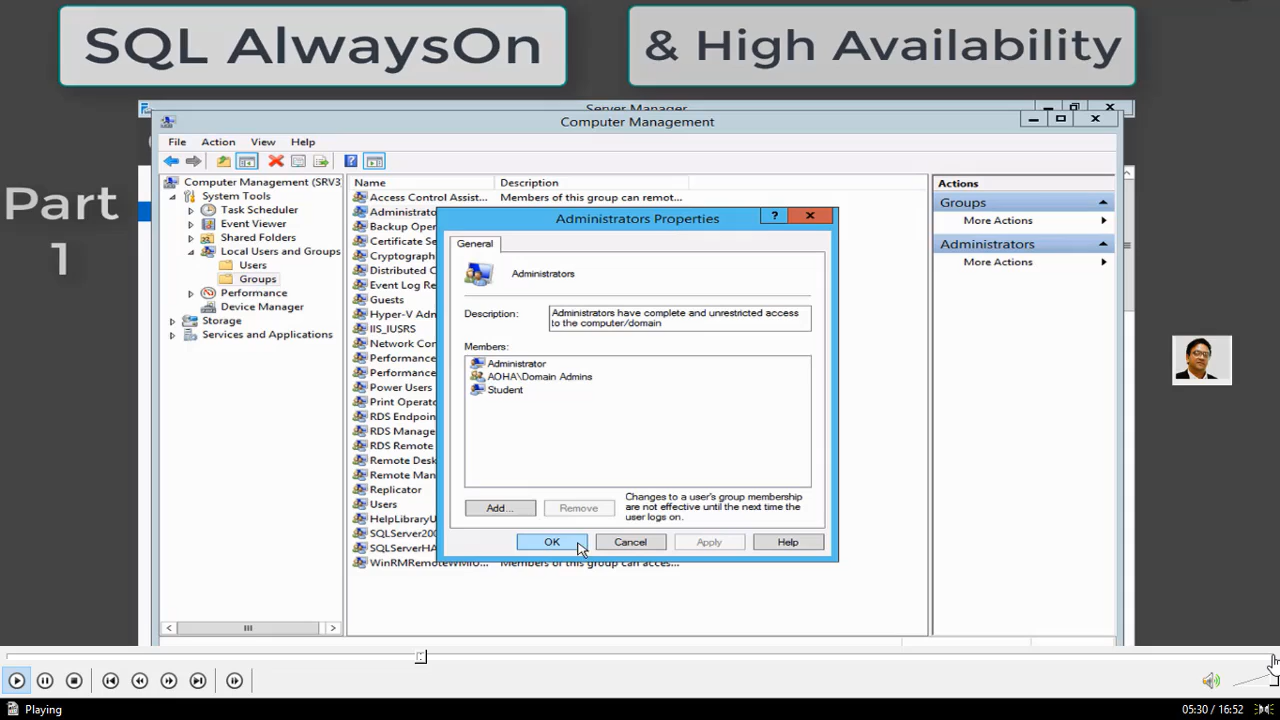 SQL AlwaysOn
& High Availability
Part
1
Server Manager
Computer Management
File Action View Help
Computer Management (SRV3)
System Tools
Task Scheduler
Event Viewer
Shared Folders
Local Users and Groups
Users
Groups
Performance
Device Manager
Storage
Services and Applications
Name Description
Access Control Assist... Members of this group can remot...
Administrato
Backup Oper
Certificate Se
Cryptograph
Distributed C
Event Log Re
Guests
Hyper-V Adn
IIS_IUSRS
Network Con
Performance
Performance
Power Users
Print Operato
RDS Endpoin
RDS Manage
RDS Remote
Remote Desk
Remote Man
Replicator
Users
HelpLibraryU
SQLServer200
SQLServerHA
WinRMRemoteWMIU... Members of this group can acces...
Administrators Properties
General
Administrators
Description: Administrators have complete and unrestricted access
to the computer/domain
Members:
Administrator
AOHA\Domain Admins
Student
Add... Remove
Changes to a user's group membership
are not effective until the next time the
user logs on.
OK Cancel Apply Help
Actions
Groups
More Actions
Administrators
More Actions
Playing
05:30 / 16:52